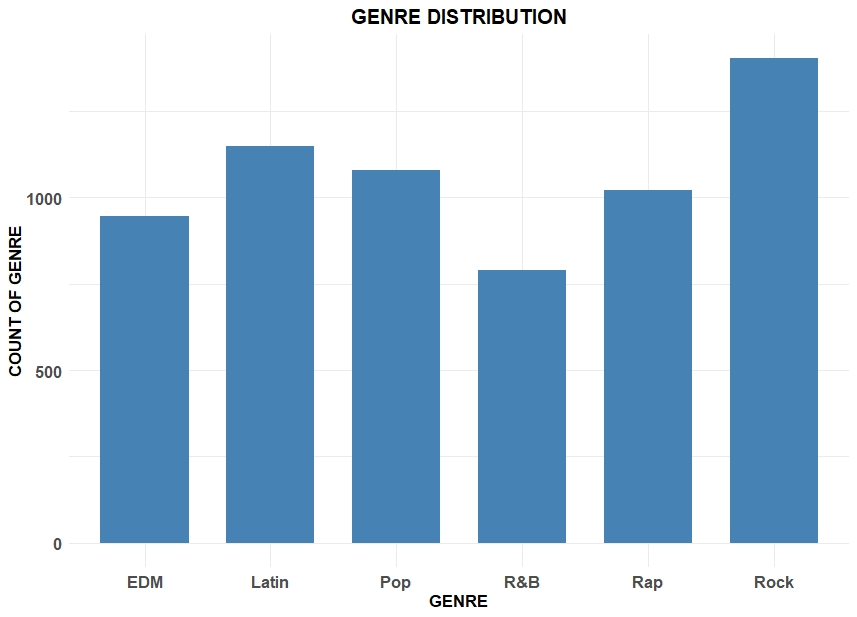 GENRE DISTRIBUTION
COUNT OF GENRE
1000
500
0
EDM Latin Pop R&B Rap Rock
GENRE